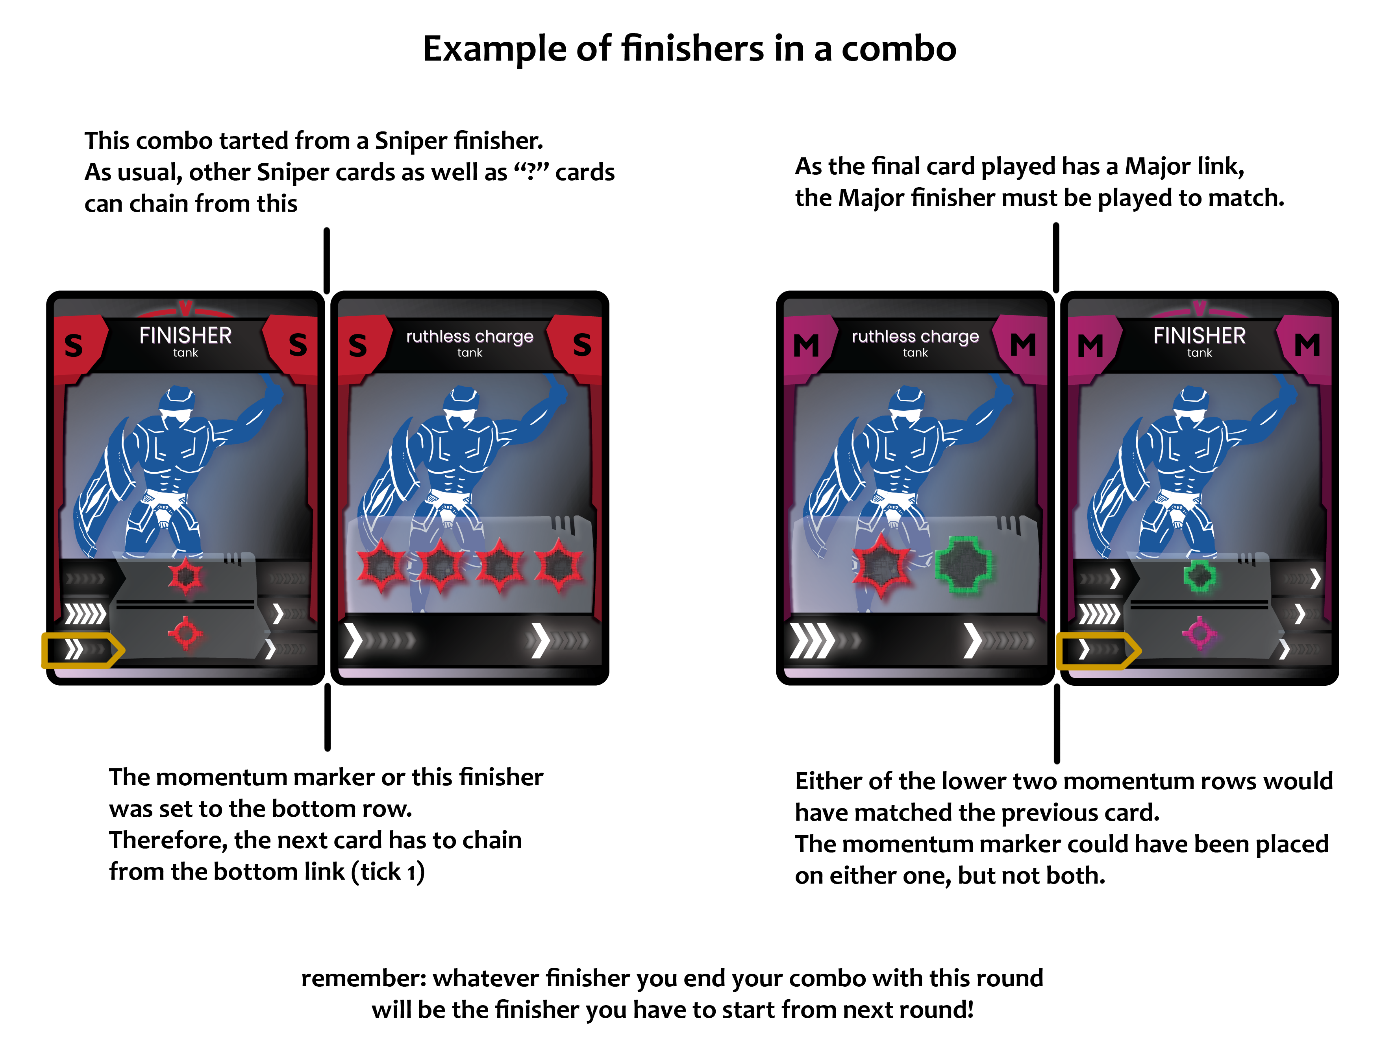 Example of finishers in a combo
This combo tarted from a Sniper finisher.
As usual, other Sniper cards as well as “?” cards
can chain from this
As the final card played has a Major link,
the Major finisher must be played to match.
S
FINISHER
tank
S
S
ruthless charge
tank
S
M
ruthless charge
tank
M
M
FINISHER
tank
M
The momentum marker or this finisher
was set to the bottom row.
Therefore, the next card has to chain
from the bottom link (tick 1)
Either of the lower two momentum rows would
have matched the previous card.
The momentum marker could have been placed
on either one, but not both.
remember: whatever finisher you end your combo with this round
will be the finisher you have to start from next round!